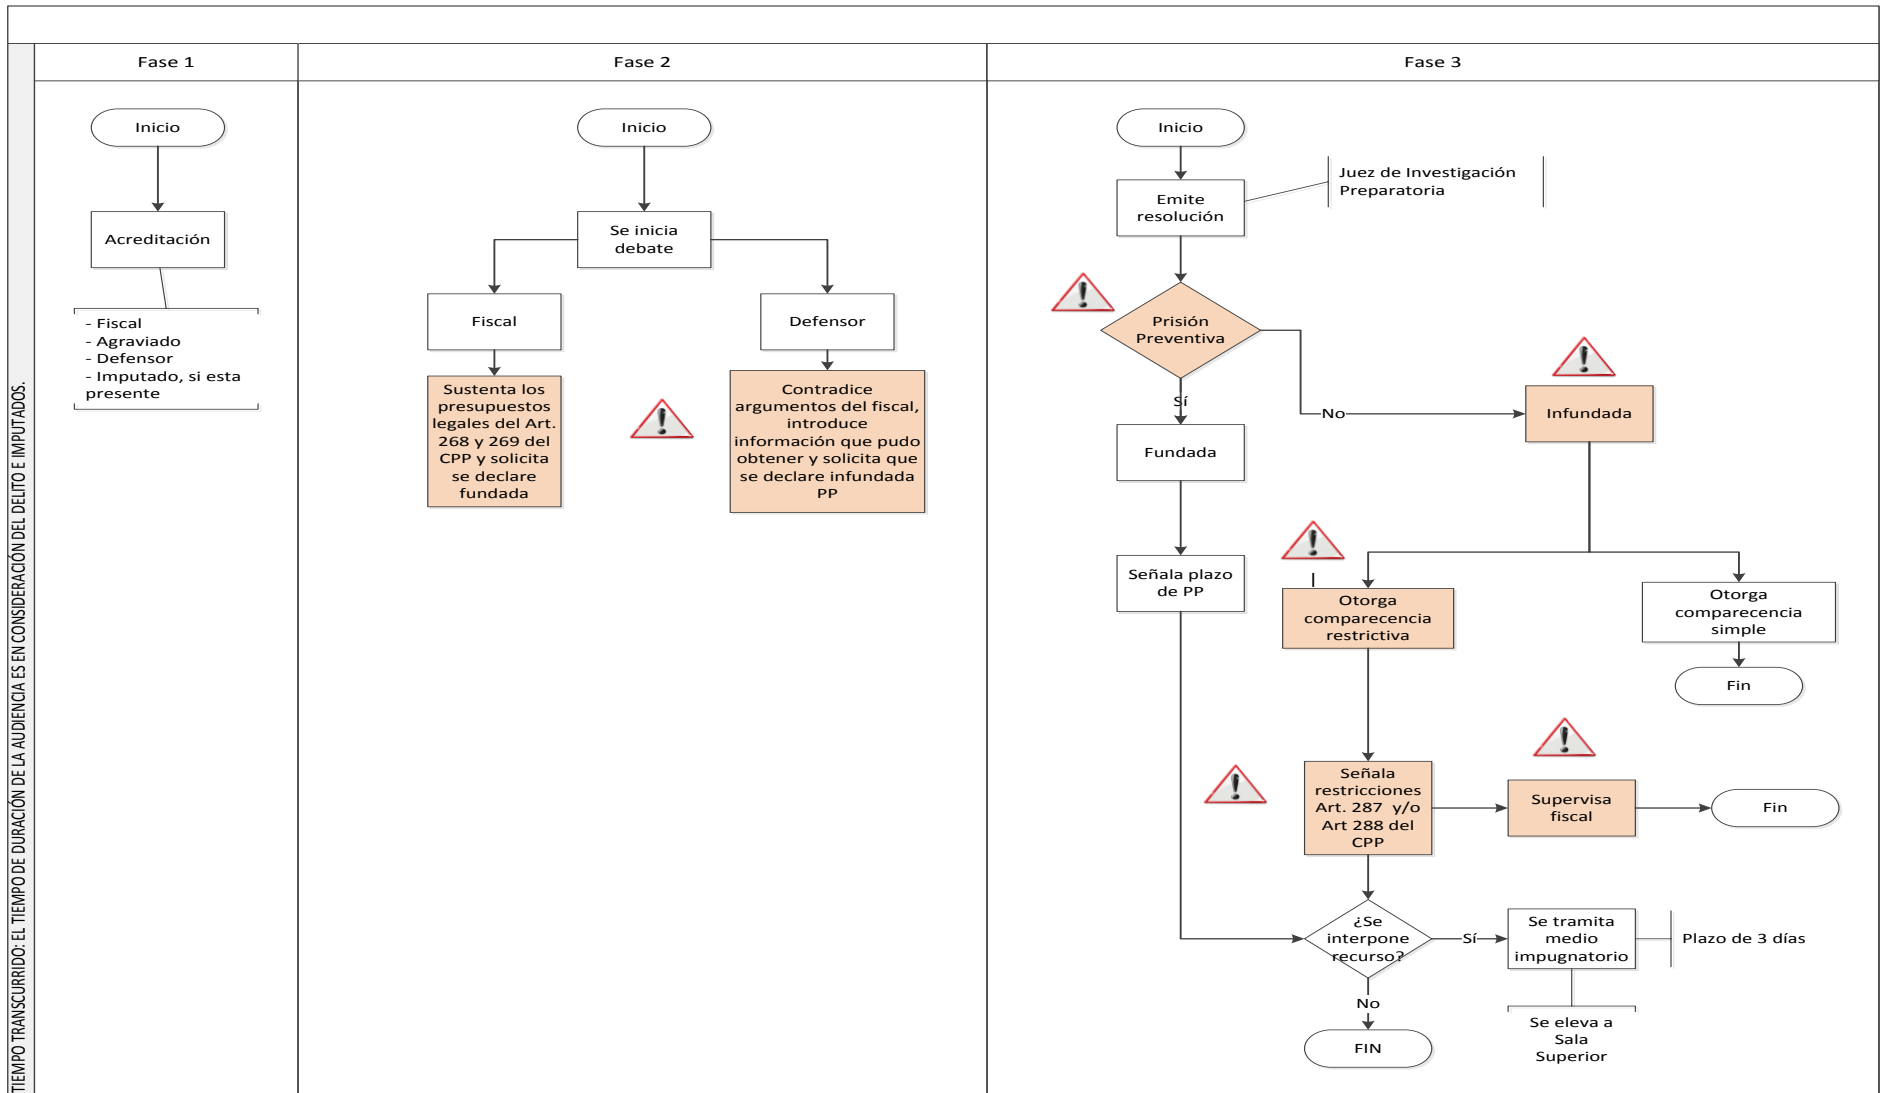 Fase 1
Fase 2
Fase 3
TIEMPO TRANSCURRIDO: EL TIEMPO DE DURACIÓN DE LA AUDIENCIA ES EN CONSIDERACIÓN DEL DELITO E IMPUTADOS.
Inicio
Acreditación
- Fiscal
- Agraviado
- Defensor
- Imputado, si esta
presente
Inicio
Se inicia
debate
Fiscal
Defensor
Sustenta los
presupuestos
legales del Art.
268 y 269 del
CPP y solicita
se declare
fundada
Contradice
argumentos del fiscal,
introduce
información que pudo
obtener y solicita que
se declare infundada
PP
Inicio
Emite
resolución
Juez de Investigación
Preparatoria
Prisión
Preventiva
Sí
No
Infundada
Fundada
Señala plazo
de PP
Otorga
comparecencia
restrictiva
Otorga
comparecencia
simple
Fin
Señala
restricciones
Art. 287 y/o
Art 288 del
CPP
Supervisa
fiscal
Fin
¿Se
interpone
recurso?
Sí
Se tramita
medio
impugnatorio
Plazo de 3 días
No
FIN
Se eleva a
Sala
Superior